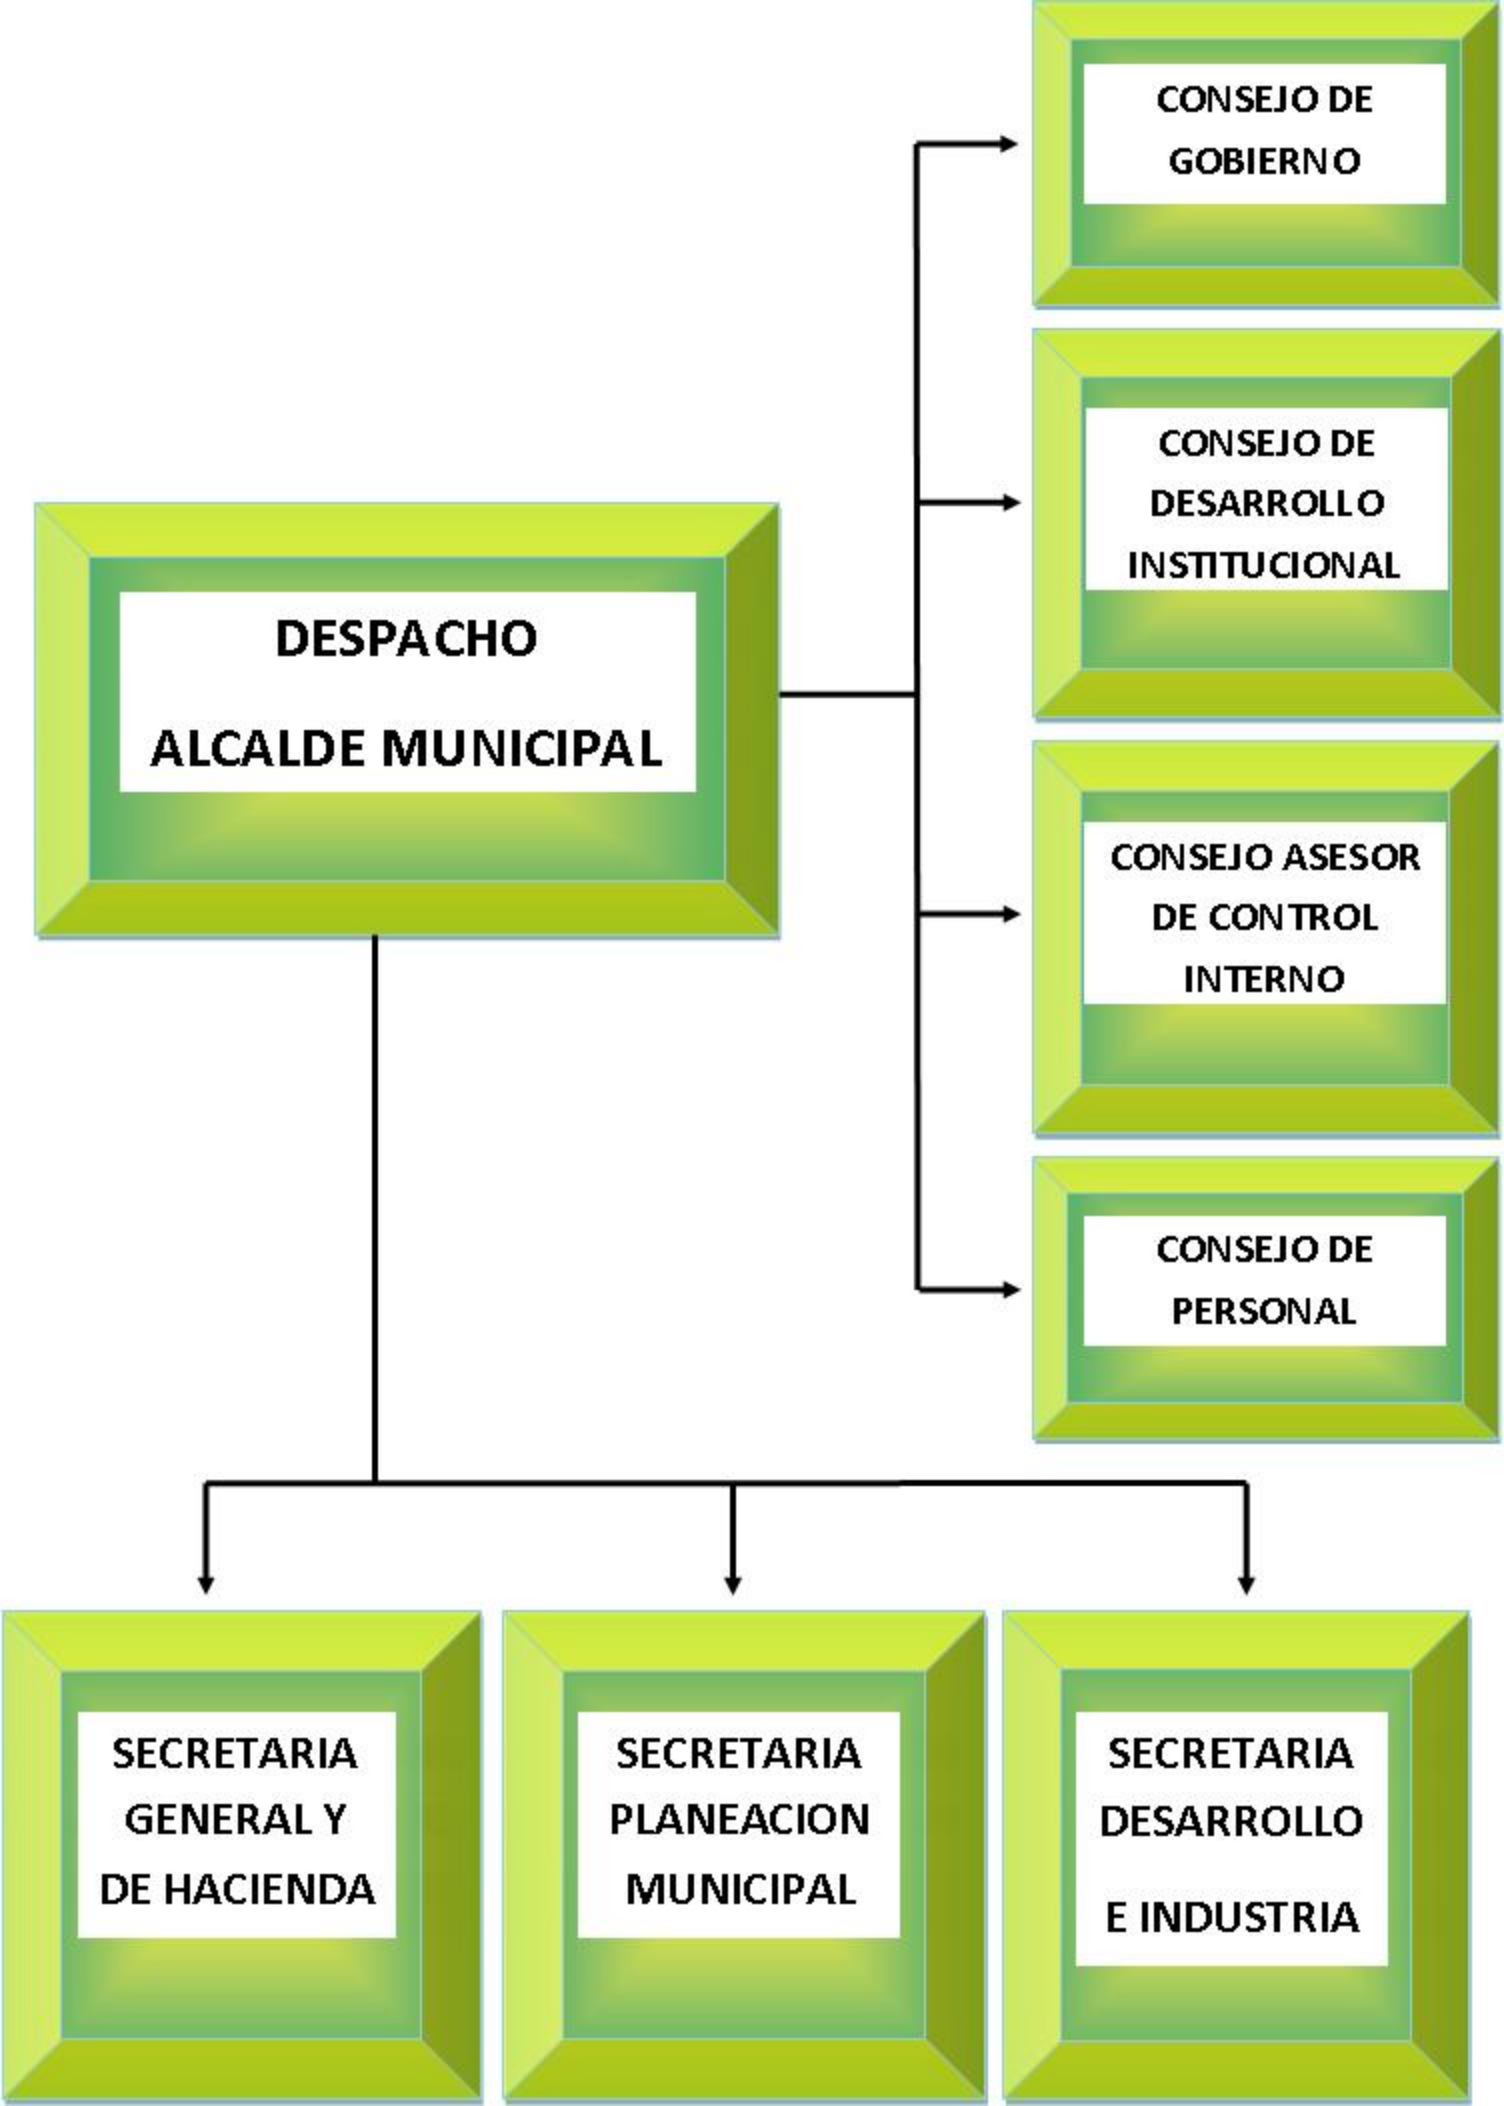 CONSEJO DE
GOBIERNO
CONSEJO DE
DESARROLLO
INSTITUCIONAL
DESPACHO
ALCALDE MUNICIPAL
CONSEJO ASESOR
DE CONTROL
INTERNO
CONSEJO DE
PERSONAL
SECRETARIA
GENERAL Y
DE HACIENDA
SECRETARIA
PLANEACION
MUNICIPAL
SECRETARIA
DESARROLLO
E INDUSTRIA